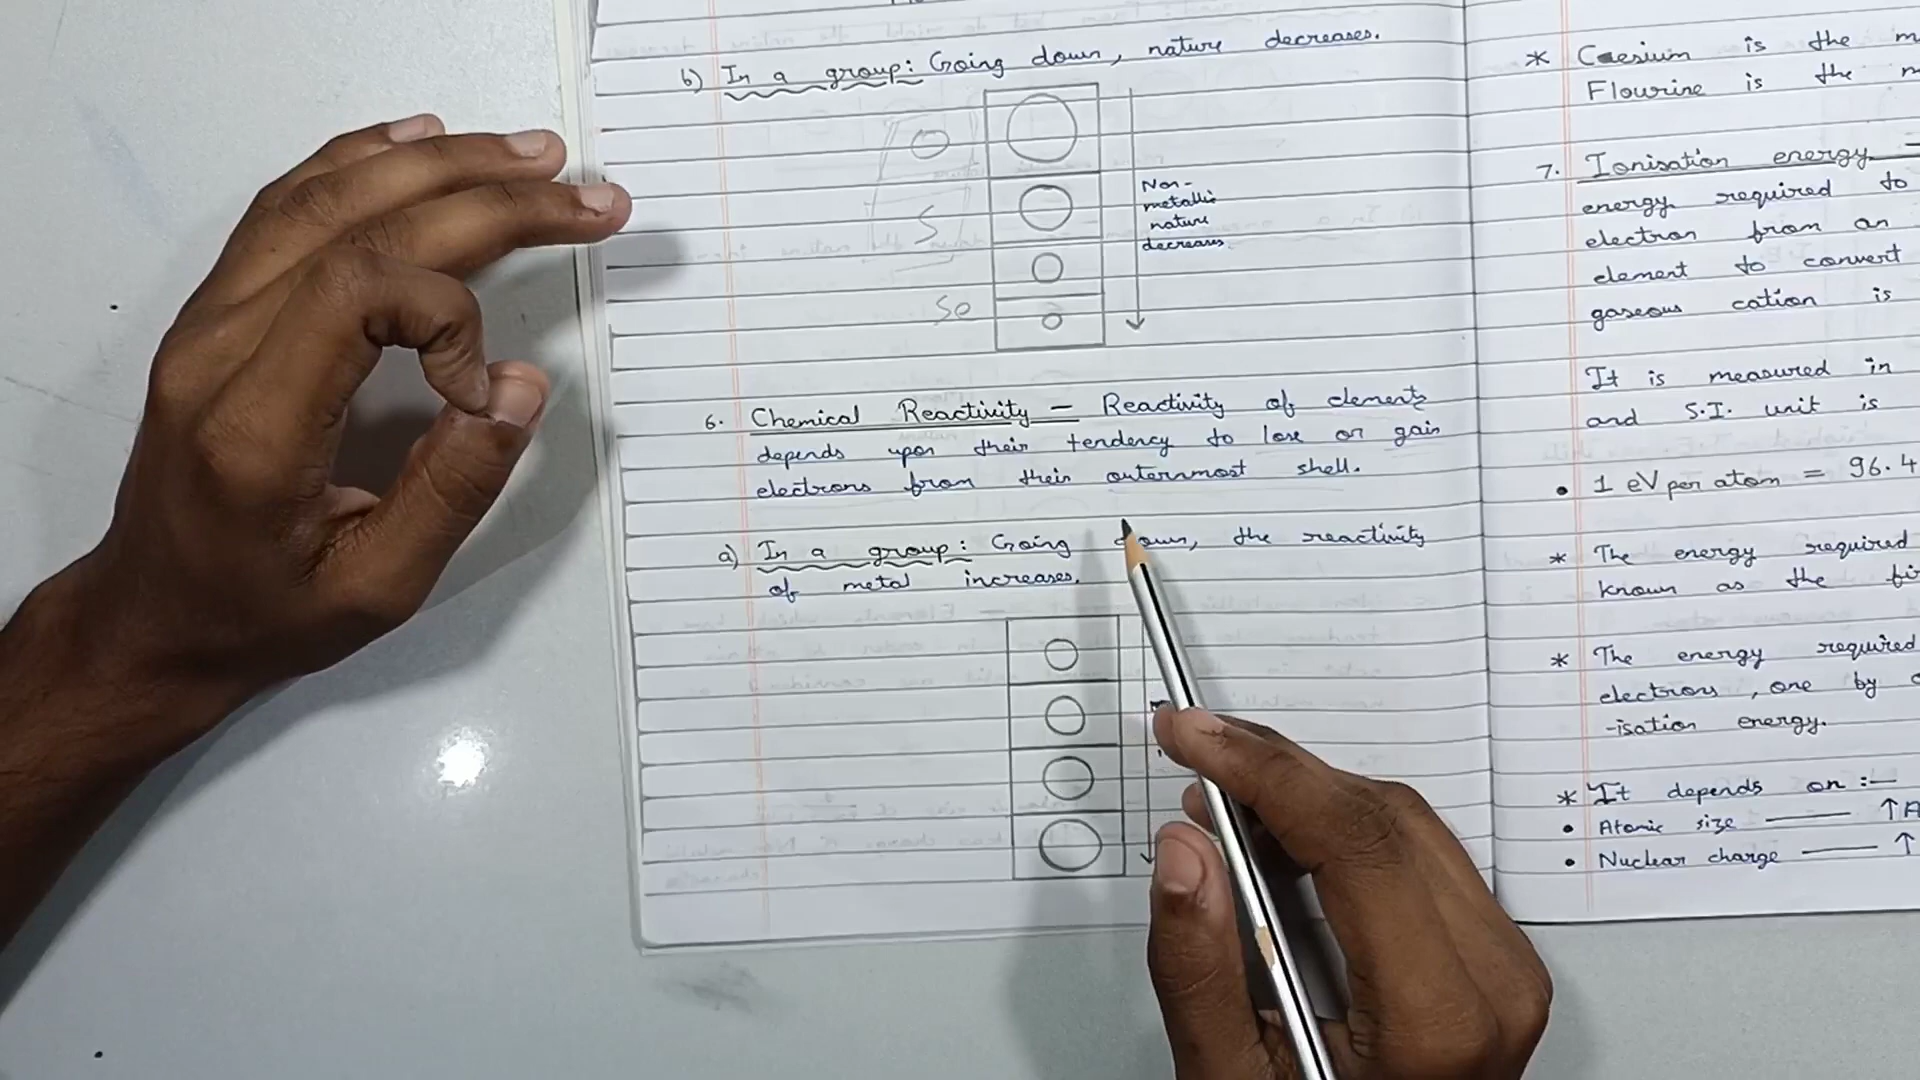 b) In a group: Going down, nature decreases.
O
S
So
Non-
metallic
nature
decreases.
6. Chemical Reactivity — Reactivity of elements
depends upon their tendency to lose or gain
electrons from their outernmost shell.
a) In a group: Going down, the reactivity
of metal increases.
* Caesium is the m
Flourine is the m
7. Ionisation energy —
energy required to
electron from an
element to convert
gaseous cation is
It is measured in
and S.I. unit is
• 1 eV per atom = 96.4
* The energy required
known as the fi
* The energy required
electrons, one by o
-isation energy.
* It depends on :—
• Atomic size —— ↑A
• Nuclear charge —— ↑